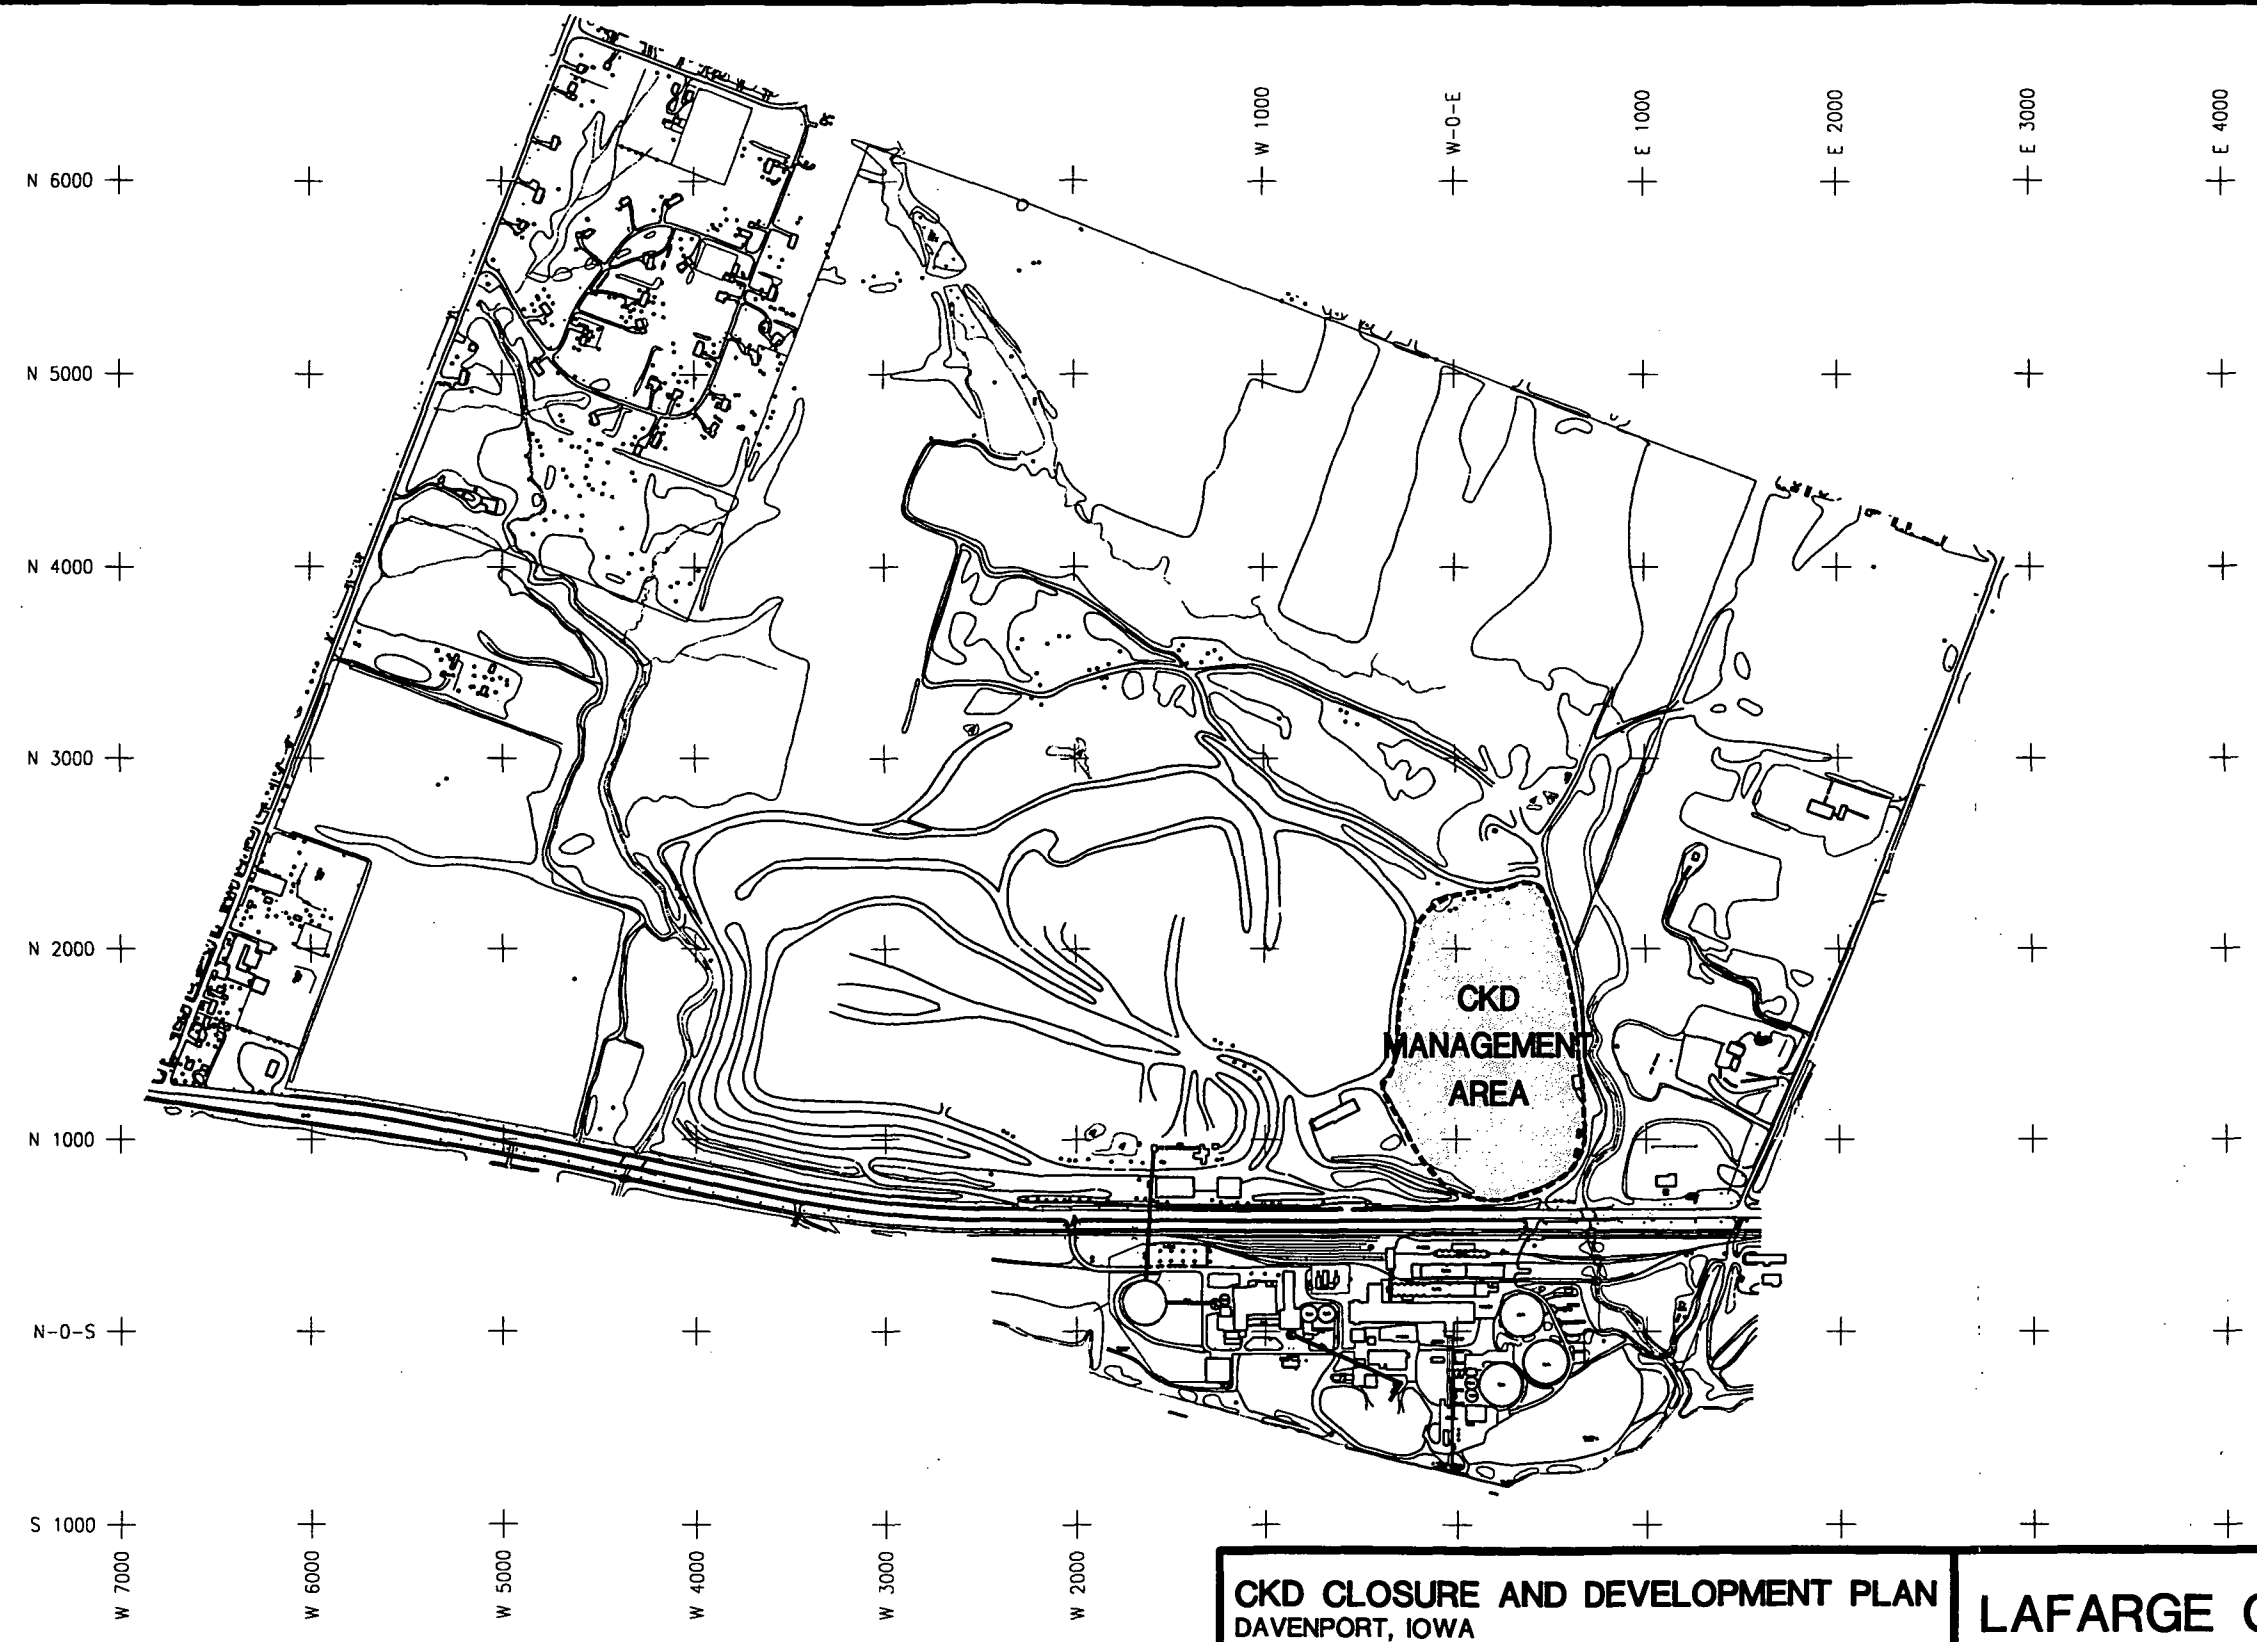 W 1000
W-0-E
E 1000
E 2000
E 3000
E 4000
N 6000
N 5000
N 4000
N 3000
N 2000
N 1000
N-0-S
S 1000
CKD
MANAGEMENT
AREA
W 7000
W 6000
W 5000
W 4000
W 3000
W 2000
CKD CLOSURE AND DEVELOPMENT PLAN
DAVENPORT, IOWA
LAFARGE